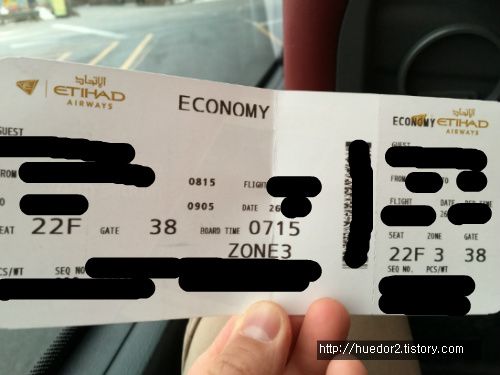 الإتحاد
ETIHAD
AIRWAYS
ECONOMY
GUEST
FROM
0815
FLIGHT
TO
0905
DATE 26
SEAT 22F GATE 38 BOARD TIME 0715
ZONE3
PCS/WT SEQ NO.
ECONOMY
الإتحاد
ETIHAD
AIRWAYS
GUEST
FROM TO
FLIGHT DATE DEP TIME
26
SEAT ZONE GATE
22F 3 38
SEQ NO. PCS/WT
http://huedor2.tistory.com